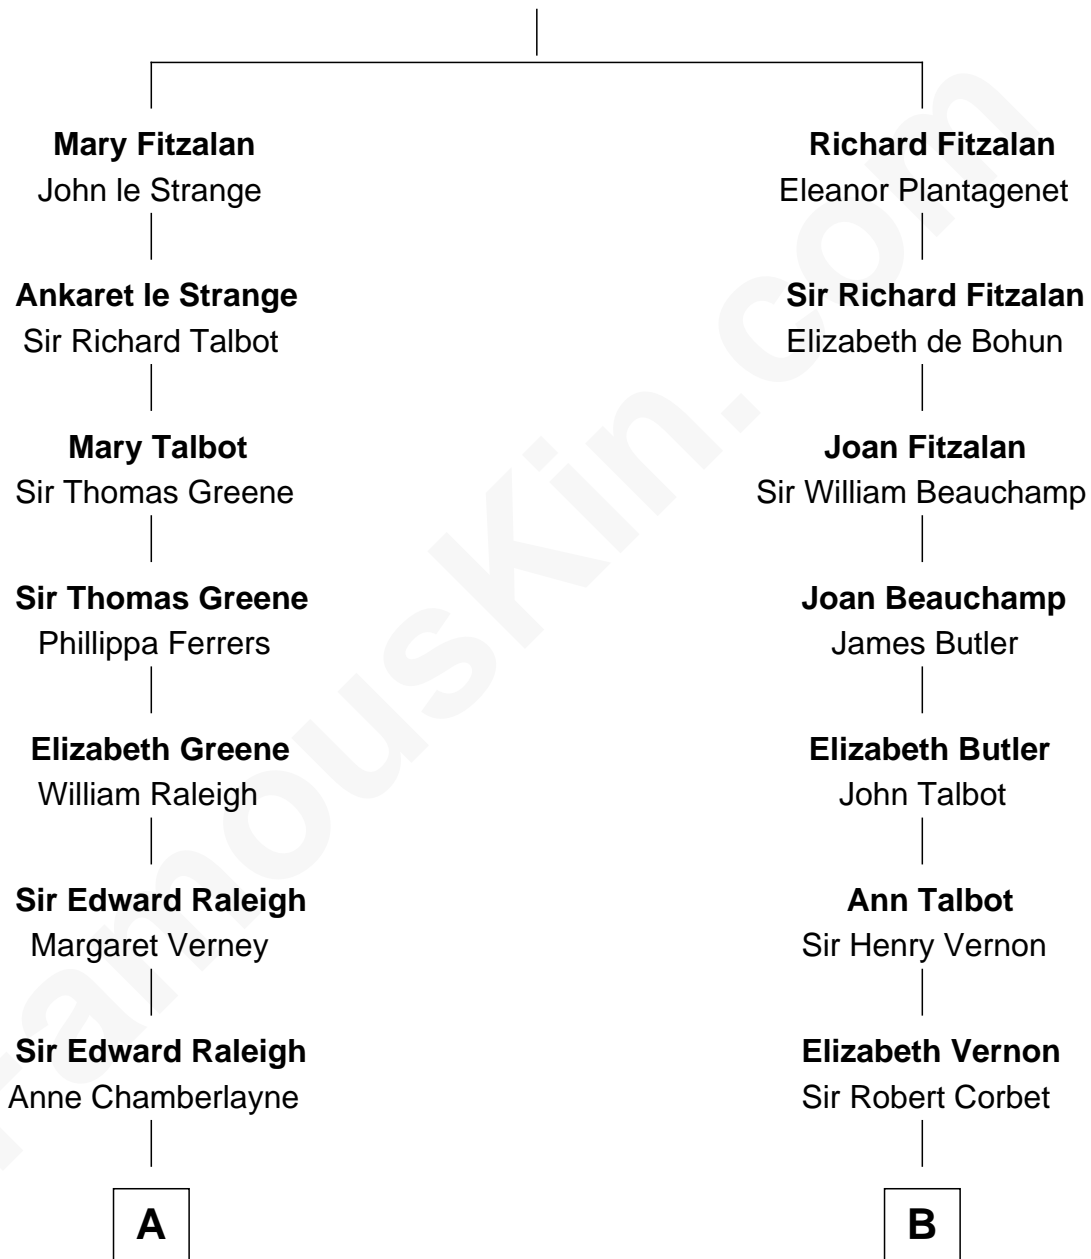 Mary Fitzalan
John le Strange
Richard Fitzalan
Eleanor Plantagenet
Ankaret le Strange
Sir Richard Talbot
Sir Richard Fitzalan
Elizabeth de Bohun
Mary Talbot
Sir Thomas Greene
Joan Fitzalan
Sir William Beauchamp
Sir Thomas Greene
Phillippa Ferrers
Joan Beauchamp
James Butler
Elizabeth Greene
William Raleigh
Elizabeth Butler
John Talbot
Sir Edward Raleigh
Margaret Verney
Ann Talbot
Sir Henry Vernon
Sir Edward Raleigh
Anne Chamberlayne
Elizabeth Vernon
Sir Robert Corbet
A
B
FamousKin.com